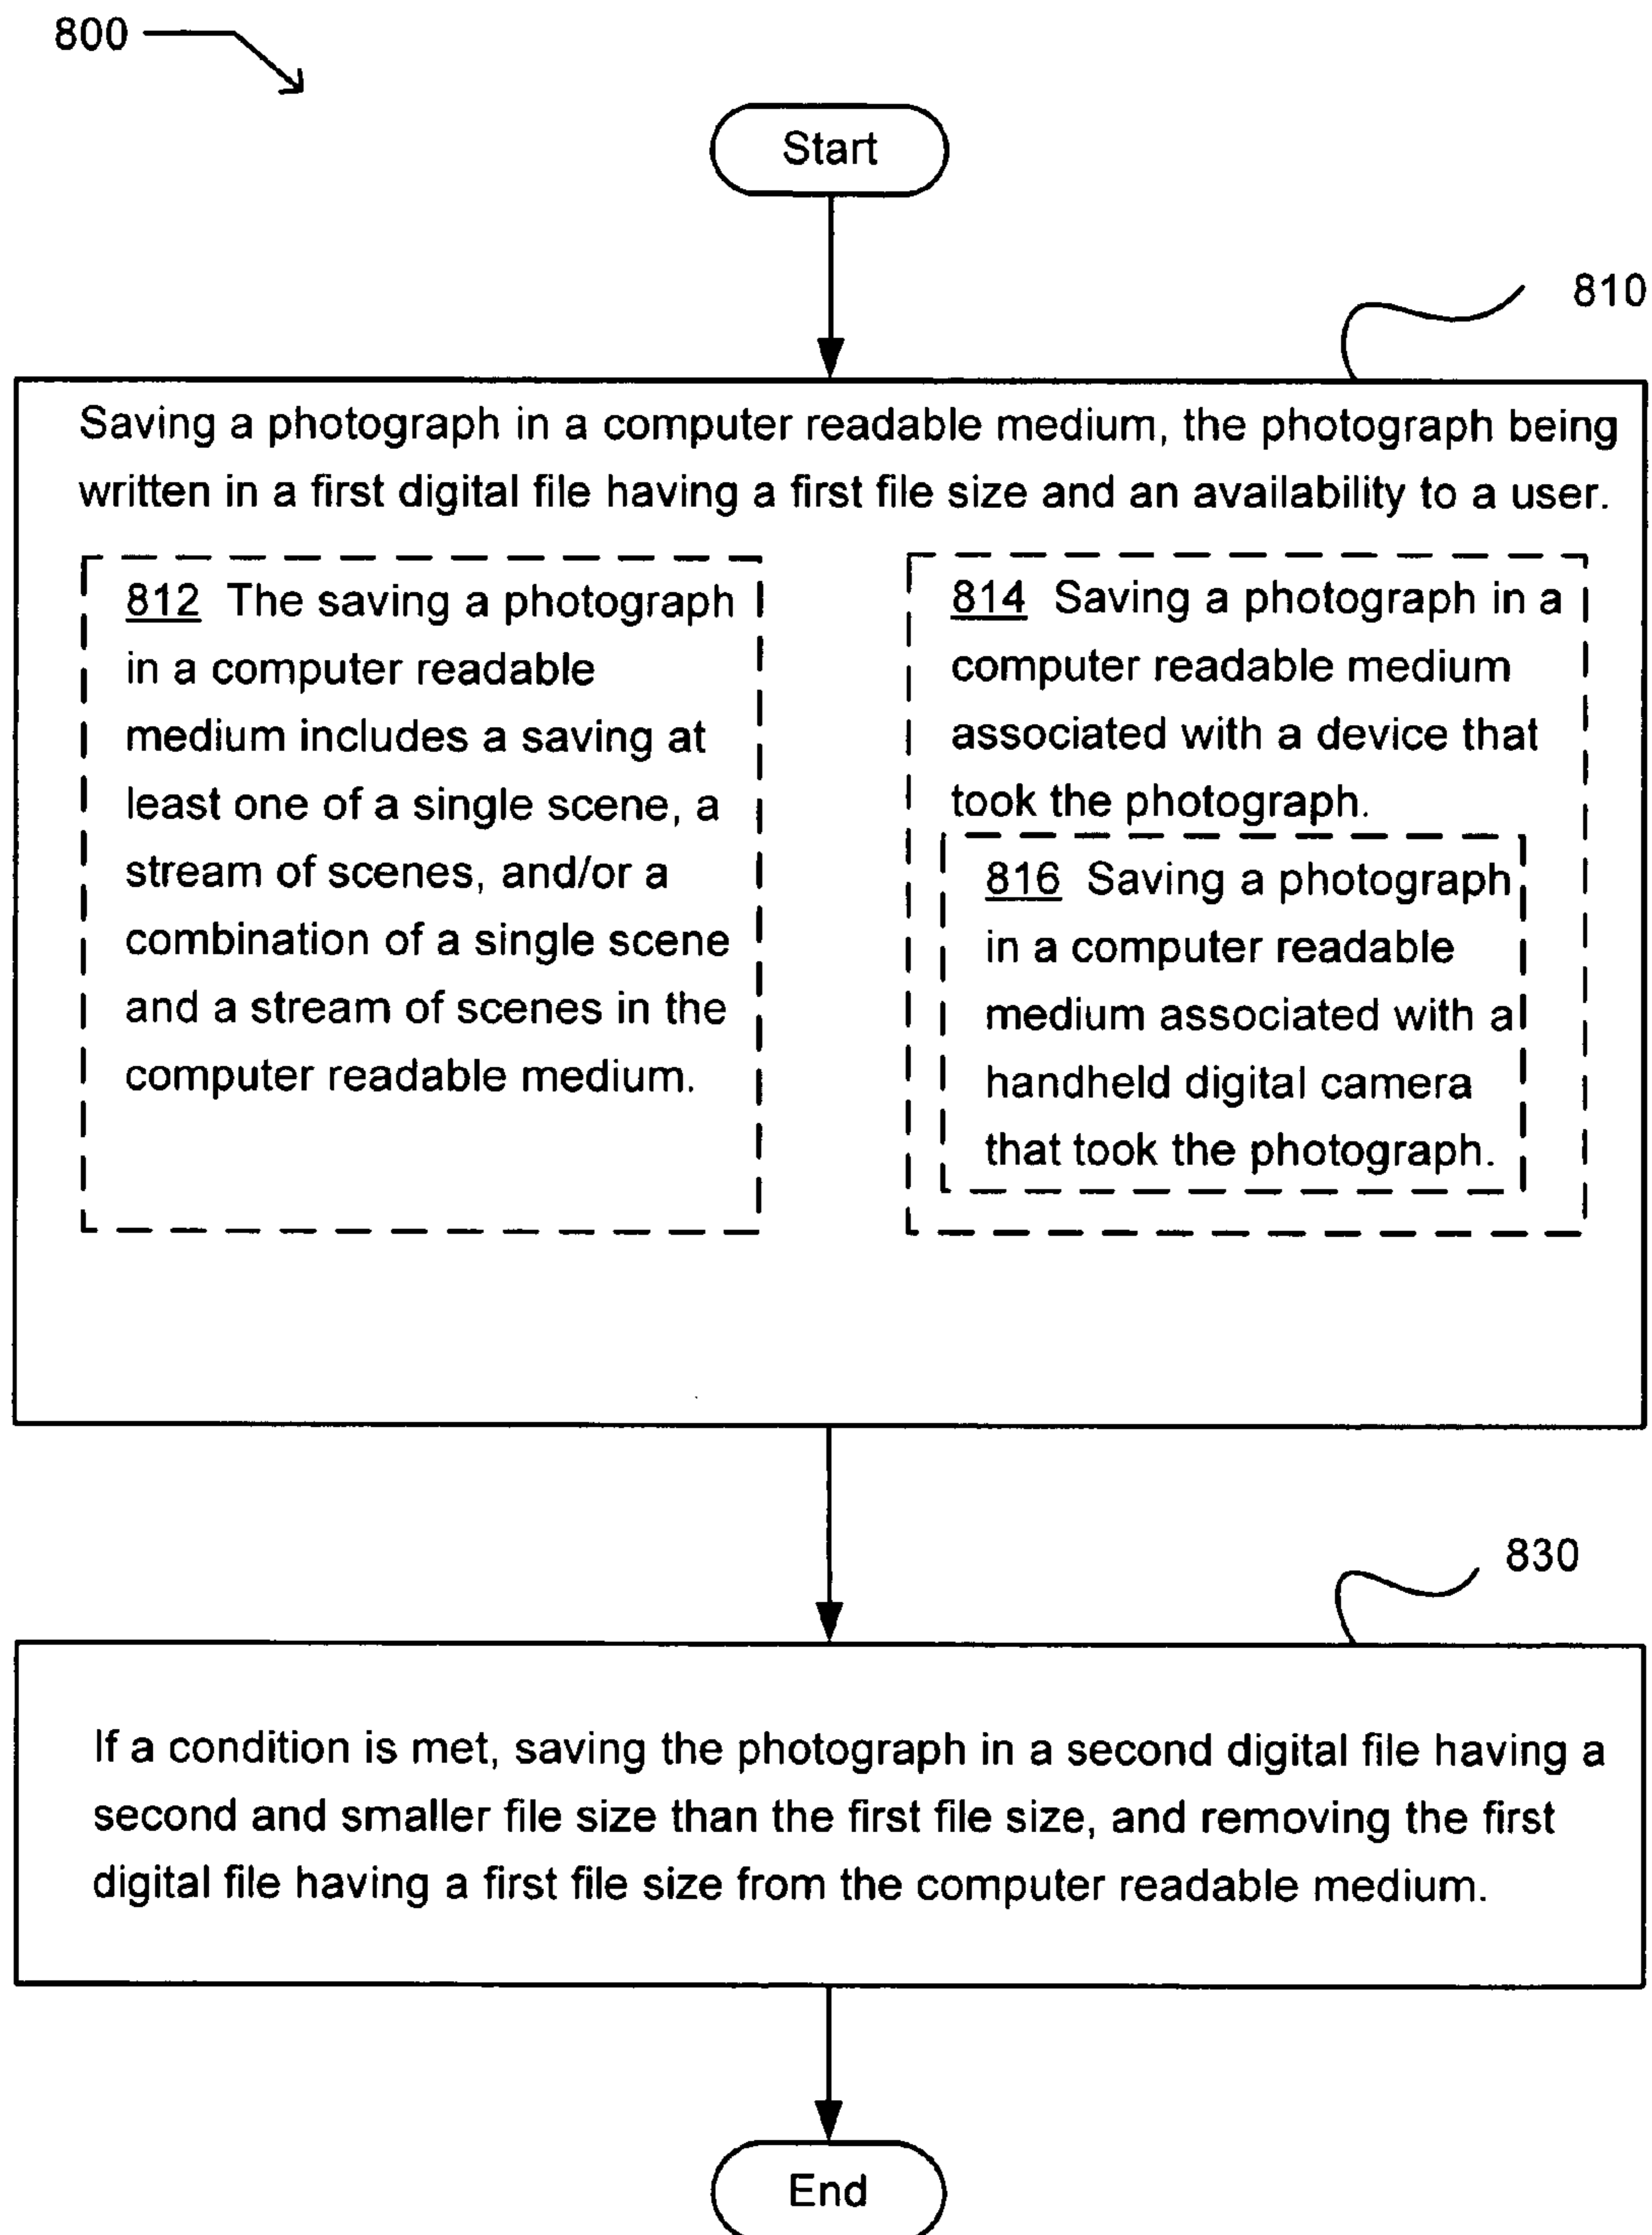 800
Start
810
Saving a photograph in a computer readable medium, the photograph being
written in a first digital file having a first file size and an availability to a user.
812 The saving a photograph
in a computer readable
medium includes a saving at
least one of a single scene, a
stream of scenes, and/or a
combination of a single scene
and a stream of scenes in the
computer readable medium.
814 Saving a photograph in a
computer readable medium
associated with a device that
took the photograph.
816 Saving a photograph
in a computer readable
medium associated with a
handheld digital camera
that took the photograph.
830
If a condition is met, saving the photograph in a second digital file having a
second and smaller file size than the first file size, and removing the first
digital file having a first file size from the computer readable medium.
End